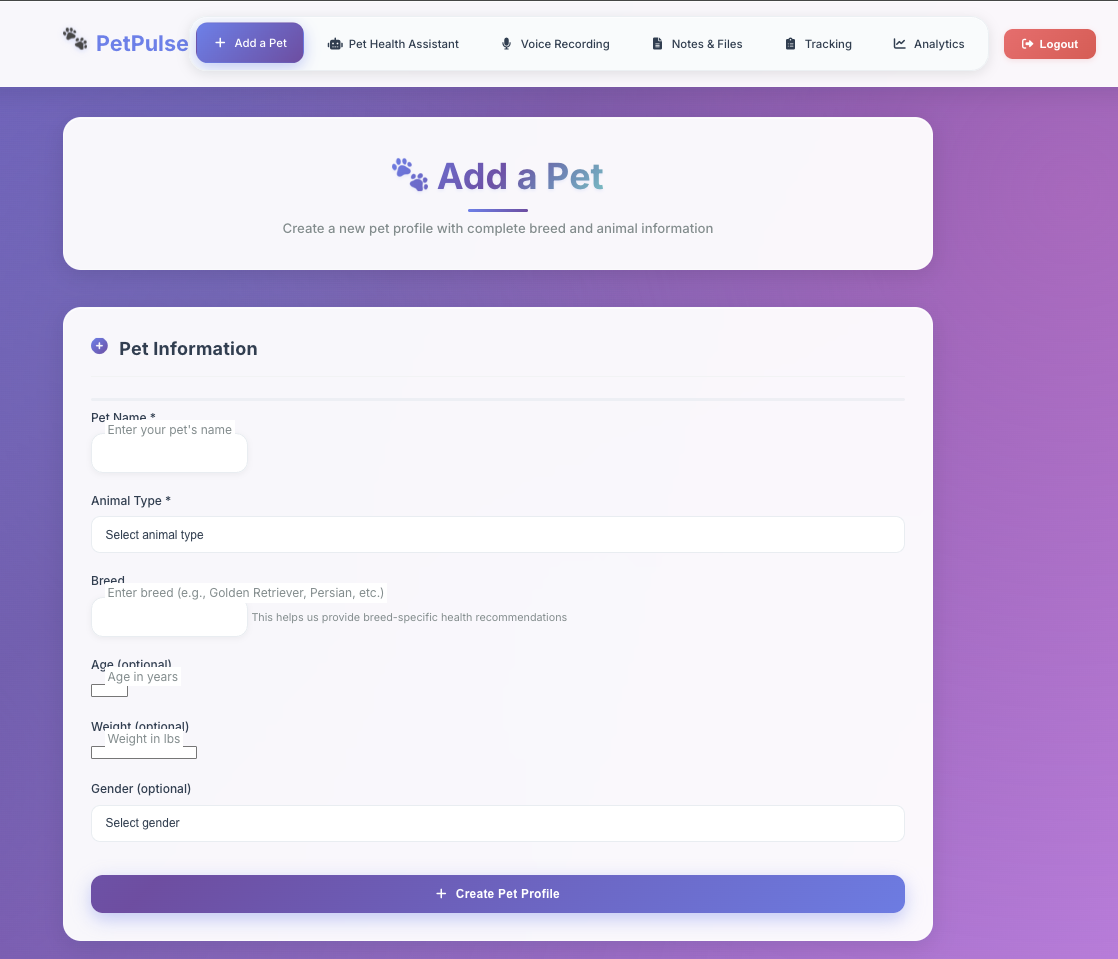 PetPulse
Add a Pet
Pet Health Assistant
Voice Recording
Notes & Files
Tracking
Analytics
Logout
Add a Pet
Create a new pet profile with complete breed and animal information
Pet Information
Pet Name *
Enter your pet's name
Animal Type *
Select animal type
Breed
Enter breed (e.g., Golden Retriever, Persian, etc.)
This helps us provide breed-specific health recommendations
Age (optional)
Age in years
Weight (optional)
Weight in lbs
Gender (optional)
Select gender
Create Pet Profile